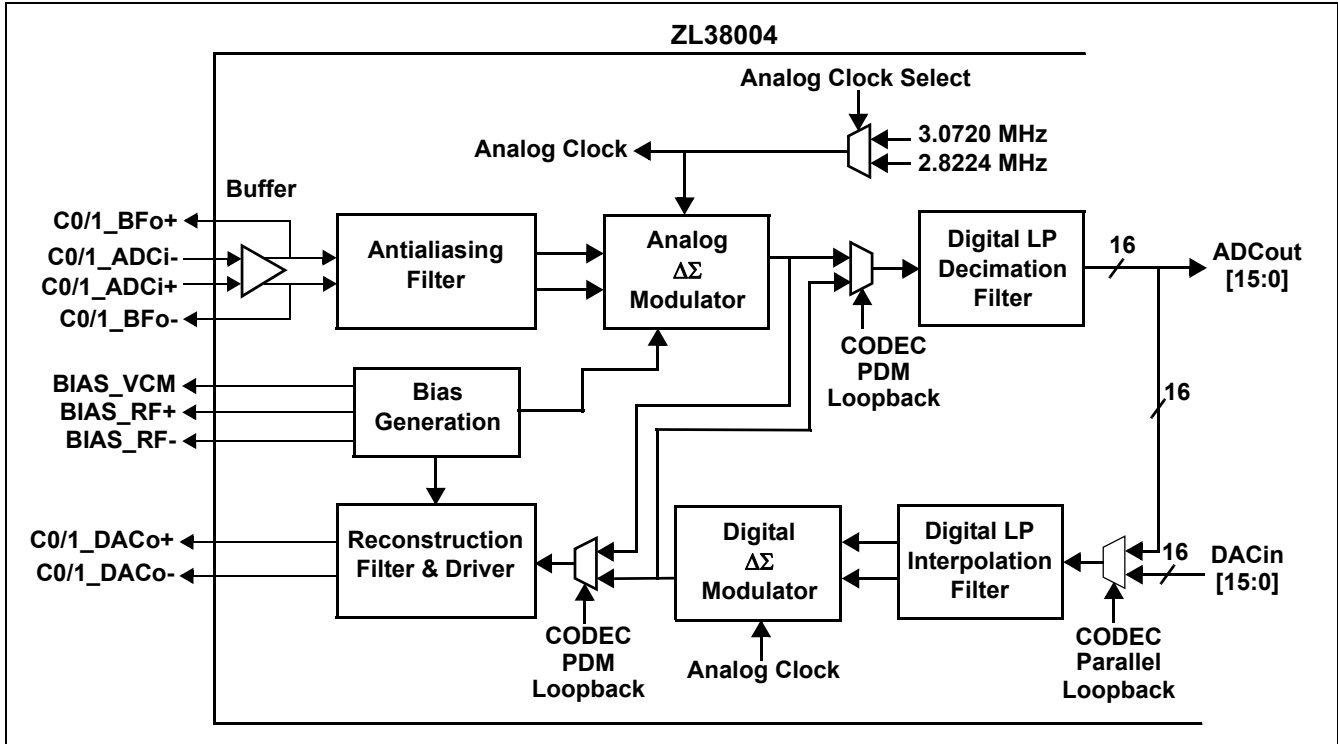 ZL38004
Analog Clock Select
3.0720 MHz
2.8224 MHz
Analog Clock
Buffer
C0/1_BFo+
C0/1_ADCi-
C0/1_ADCi+
C0/1_BFo-
Antialiasing
Filter
Analog
ΔΣ
Modulator
Digital LP
Decimation
Filter
16
ADCout
[15:0]
CODEC
PDM
Loopback
16
BIAS_VCM
BIAS_RF+
BIAS_RF-
Bias
Generation
C0/1_DACo+
C0/1_DACo-
Reconstruction
Filter & Driver
CODEC
PDM
Loopback
Digital
ΔΣ
Modulator
Analog Clock
Digital LP
Interpolation
Filter
16
DACin
[15:0]
CODEC
Parallel
Loopback